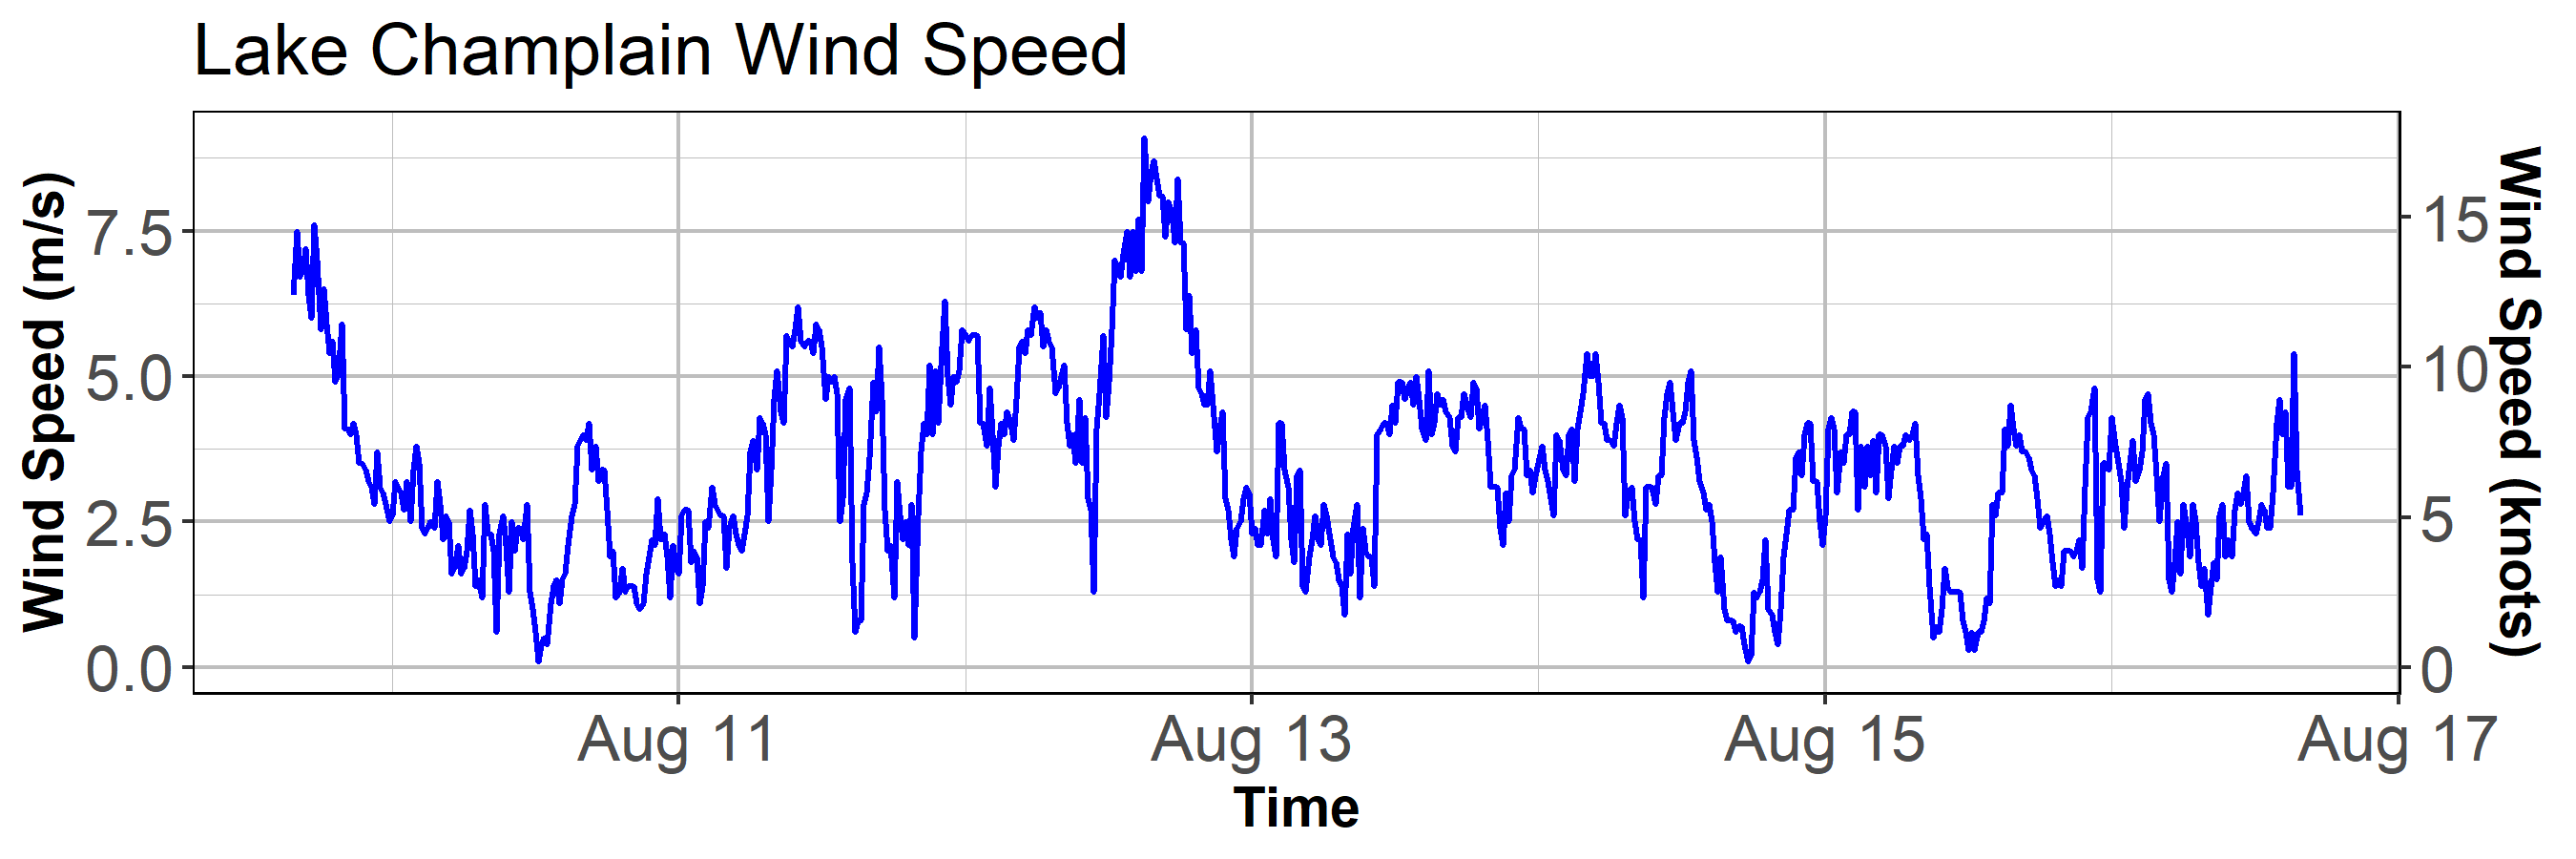 Lake Champlain Wind Speed
Wind Speed (m/s)
7.5
5.0
2.5
0.0
15
10
5
0
Wind Speed (knots)
Aug 11
Aug 13
Aug 15
Aug 17
Time